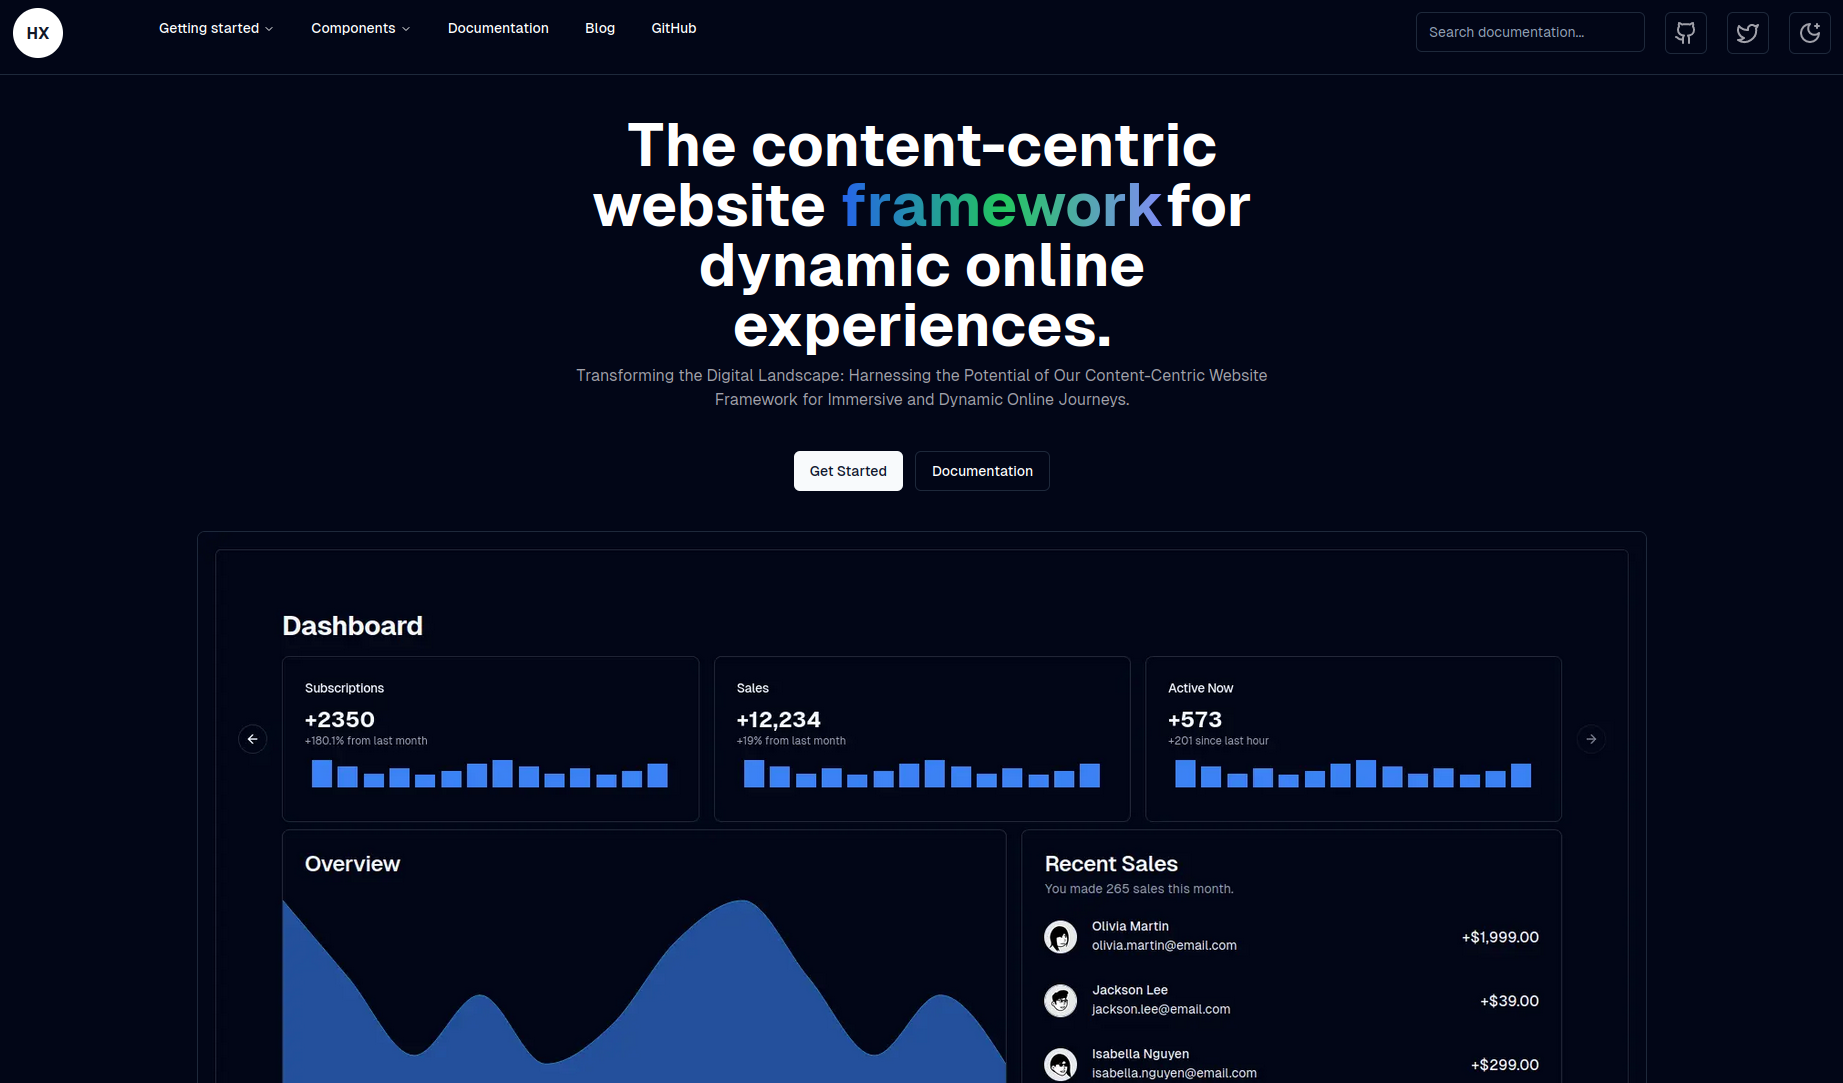 HX
Getting started
Components
Documentation
Blog
GitHub
Search documentation...
The content-centric
website frameworkfor
dynamic online
experiences.
Transforming the Digital Landscape: Harnessing the Potential of Our Content-Centric Website
Framework for Immersive and Dynamic Online Journeys.
Get Started
Documentation
Dashboard
Subscriptions
+2350
+180.1% from last month
Sales
+12,234
+19% from last month
Active Now
+573
+201 since last hour
Overview
Recent Sales
You made 265 sales this month.
Olivia Martin
olivia.martin@email.com
+$1,999.00
Jackson Lee
jackson.lee@email.com
+$39.00
Isabella Nguyen
isabella.nguyen@email.com
+$299.00